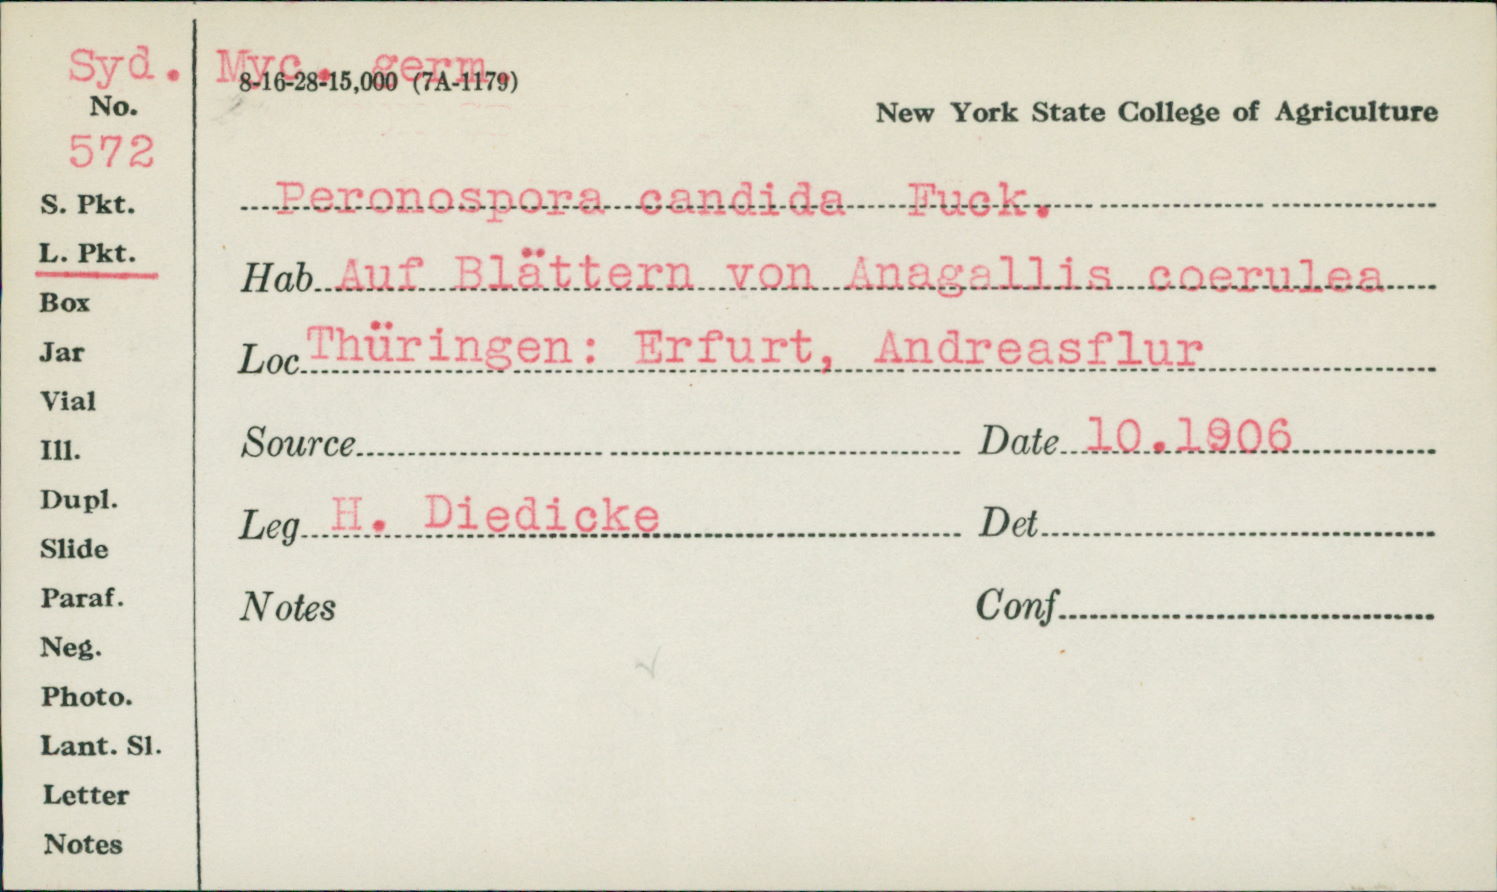 Syd. Myc. germ.
8-16-28-15,000 (7A-1179)
No.
572
New York State College of Agriculture
Peronospora candida Fuck.
S. Pkt.
L. Pkt.
Box
Jar
Vial
Ill.
Dupl.
Slide
Paraf.
Neg.
Photo.
Lant. Sl.
Letter
Notes
Hab Auf Blättern von Anagallis coerulea
Loc Thüringen: Erfurt, Andreasflur
Source Date 10.1906
Leg H. Diedicke Det
Notes Conf